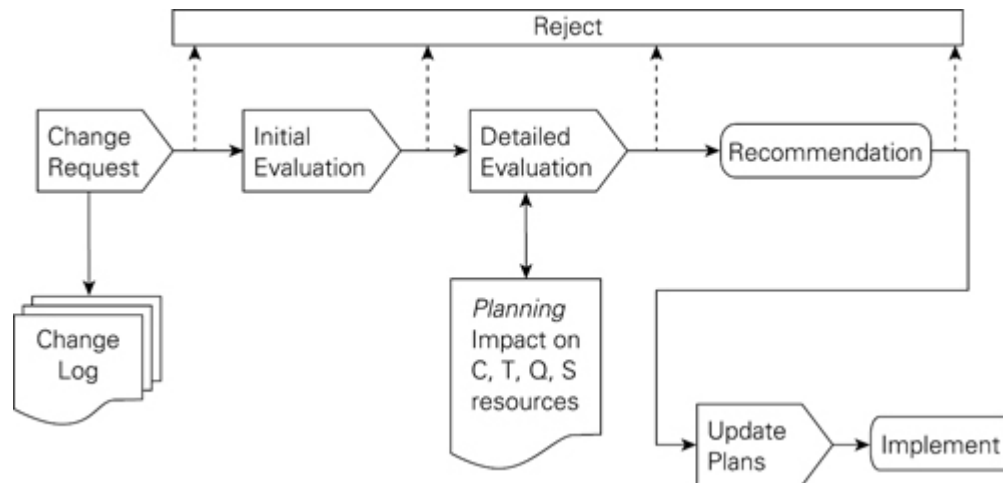 Reject
Change
Request
Initial
Evaluation
Detailed
Evaluation
Recommendation
Change
Log
Planning
Impact on
C, T, Q, S
resources
Update
Plans
Implement